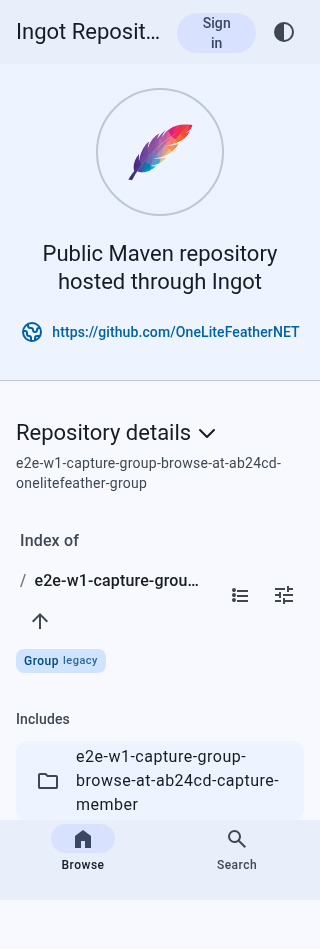 Ingot Reposit…
Sign
in
Public Maven repository
hosted through Ingot
https://github.com/OneLiteFeatherNET
Repository details
e2e-w1-capture-group-browse-at-ab24cd-
onelitefeather-group
Index of
/ e2e-w1-capture-grou…
Group legacy
Includes
e2e-w1-capture-group-
browse-at-ab24cd-capture-
member
Browse
Search